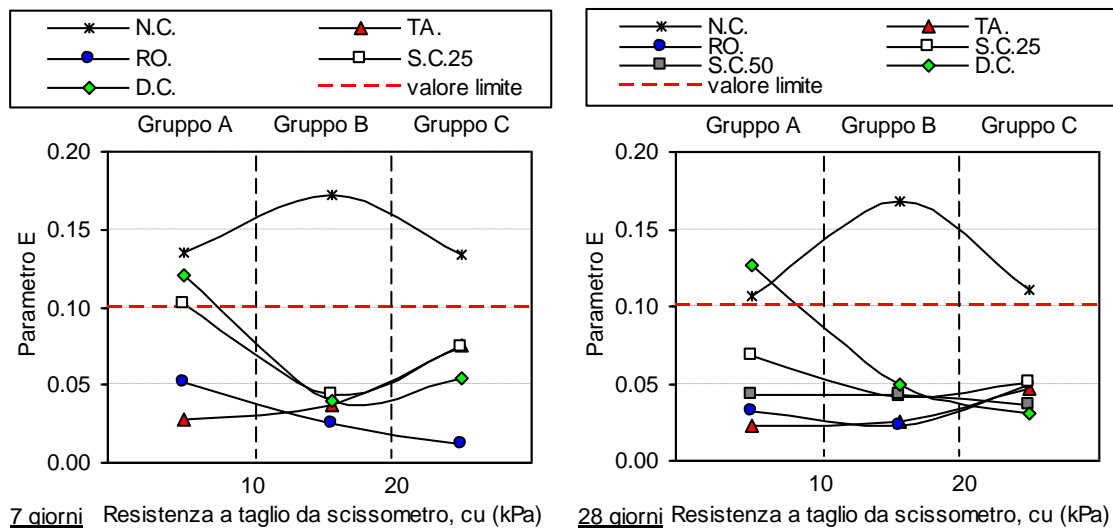 N.C. TA.
RO. S.C.25
D.C. valore limite
Gruppo A Gruppo B Gruppo C
0.20
0.15
0.10
0.05
0.00
Parametro E
10 20
7 giorni Resistenza a taglio da scissometro, cu (kPa)
N.C. TA.
RO. S.C.25
S.C.50 D.C.
valore limite
Gruppo A Gruppo B Gruppo C
0.20
0.15
0.10
0.05
0.00
Parametro E
10 20
28 giorni Resistenza a taglio da scissometro, cu (kPa)